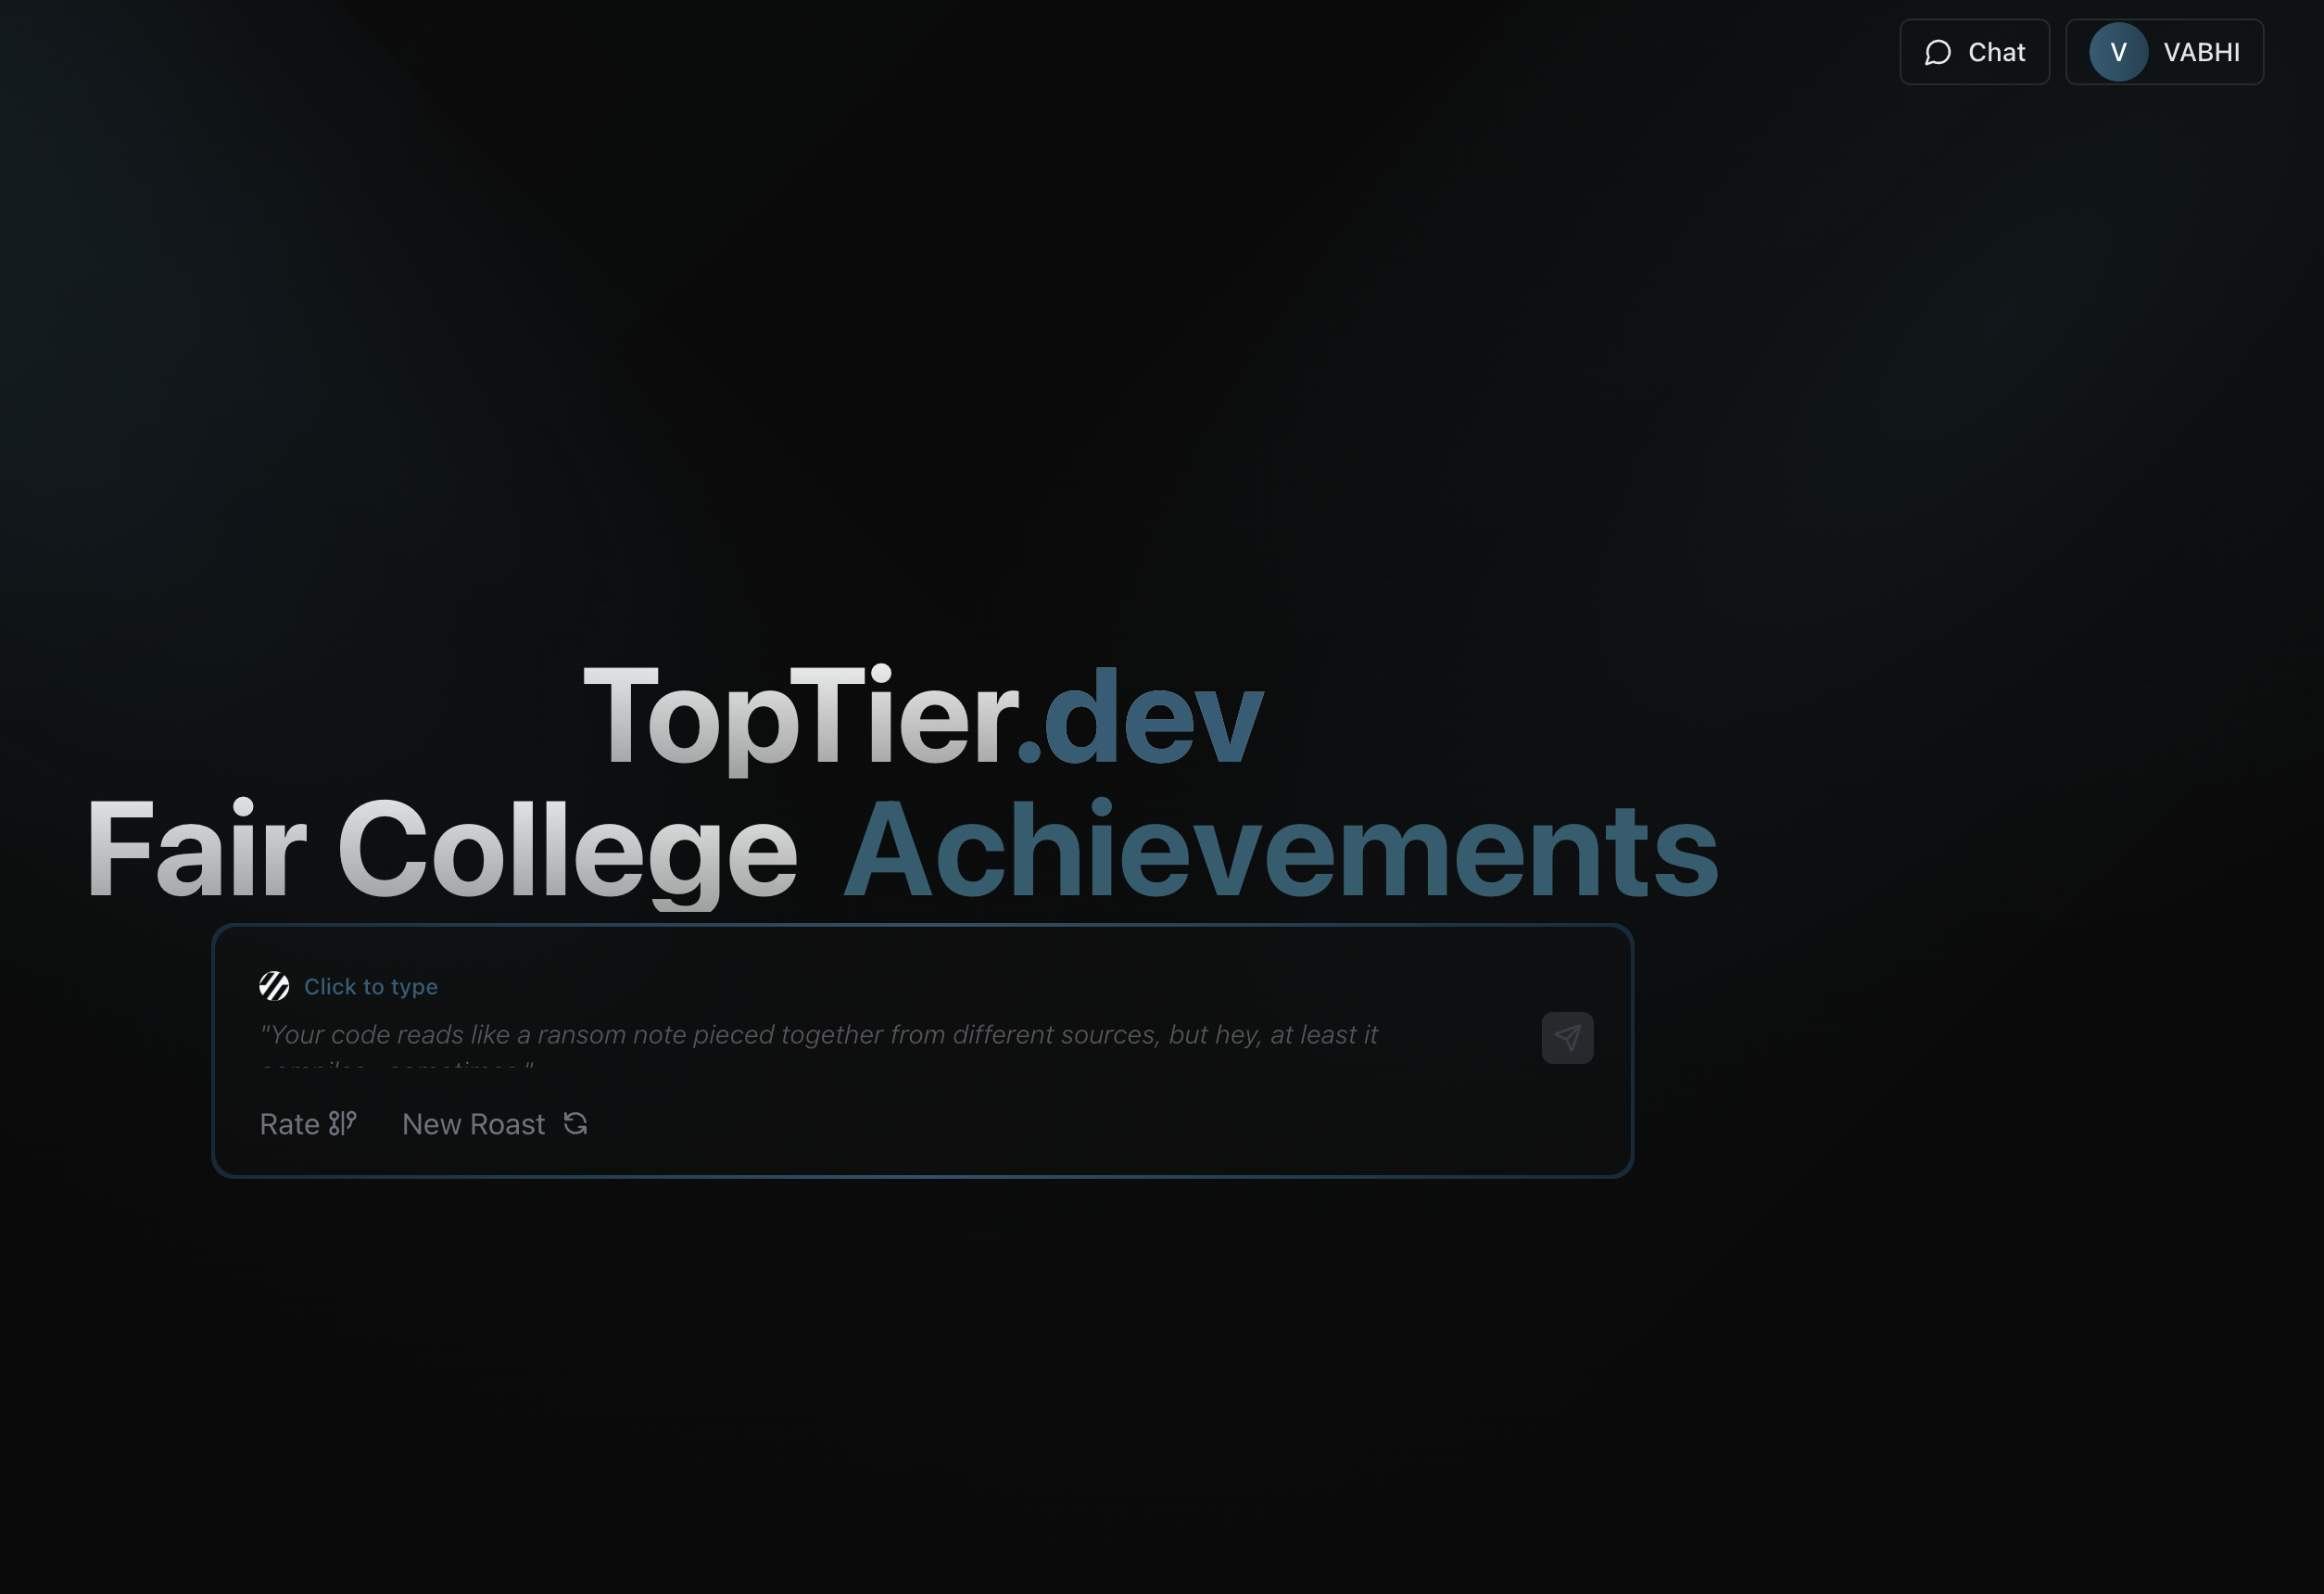 Chat
V VABHI
TopTier.dev
Fair College Achievements
Click to type
"Your code reads like a ransom note pieced together from different sources, but hey, at least it
Rate
New Roast